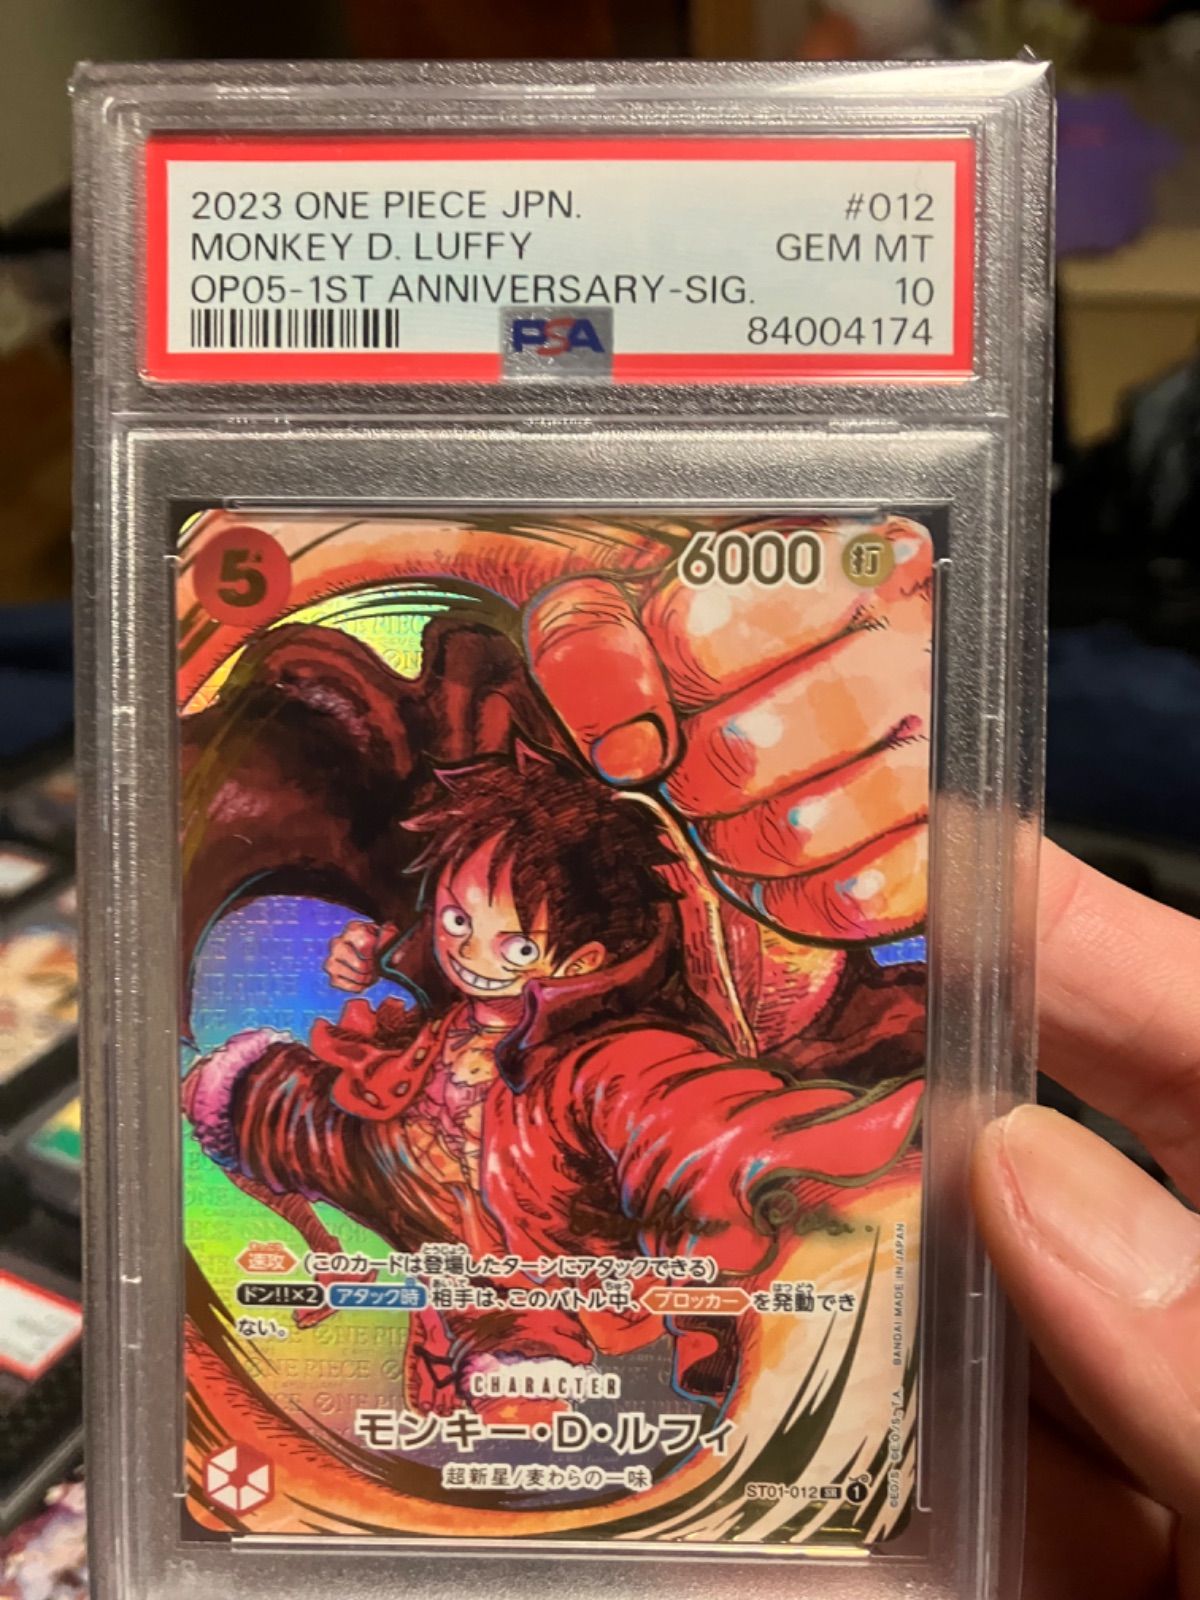 2023 ONE PIECE JPN. #012
MONKEY D. LUFFY GEM MT
OP05-1ST ANNIVERSARY-SIG. 10
PSA 84004174
5 6000 打
速攻 (このカードは登場したターンにアタックできる)
ドン!!×2 アタック時 相手は、このバトル中、ブロッカー を発動でき
ない。
CHARACTER
モンキー・D・ルフィ
超新星/麦わらの一味
ST01-012 SR 1
BANDAI MADE IN JAPAN